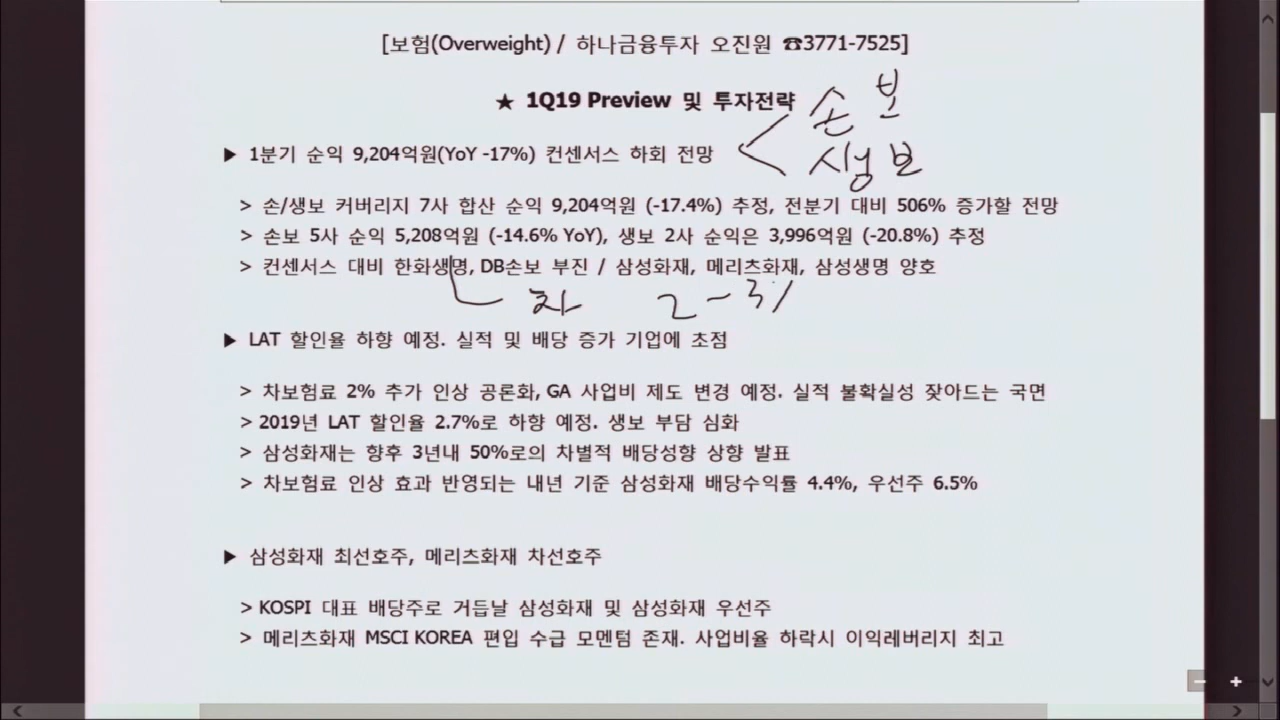 [보험(Overweight) / 하나금융투자 오진원 ☎3771-7525]
★ 1Q19 Preview 및 투자전략
손보
▶ 1분기 순익 9,204억원(YoY -17%) 컨센서스 하회 전망
생보
> 손/생보 커버리지 7사 합산 순익 9,204억원 (-17.4%) 추정, 전분기 대비 506% 증가할 전망
> 손보 5사 순익 5,208억원 (-14.6% YoY), 생보 2사 순익은 3,996억원 (-20.8%) 추정
> 컨센서스 대비 한화생명, DB손보 부진 / 삼성화재, 메리츠화재, 삼성생명 양호
차 2-3%
▶ LAT 할인율 하향 예정. 실적 및 배당 증가 기업에 초점
> 차보험료 2% 추가 인상 공론화, GA 사업비 제도 변경 예정. 실적 불확실성 잦아드는 국면
> 2019년 LAT 할인율 2.7%로 하향 예정. 생보 부담 심화
> 삼성화재는 향후 3년내 50%로의 차별적 배당성향 상향 발표
> 차보험료 인상 효과 반영되는 내년 기준 삼성화재 배당수익률 4.4%, 우선주 6.5%
▶ 삼성화재 최선호주, 메리츠화재 차선호주
> KOSPI 대표 배당주로 거듭날 삼성화재 및 삼성화재 우선주
> 메리츠화재 MSCI KOREA 편입 수급 모멘텀 존재. 사업비율 하락시 이익레버리지 최고